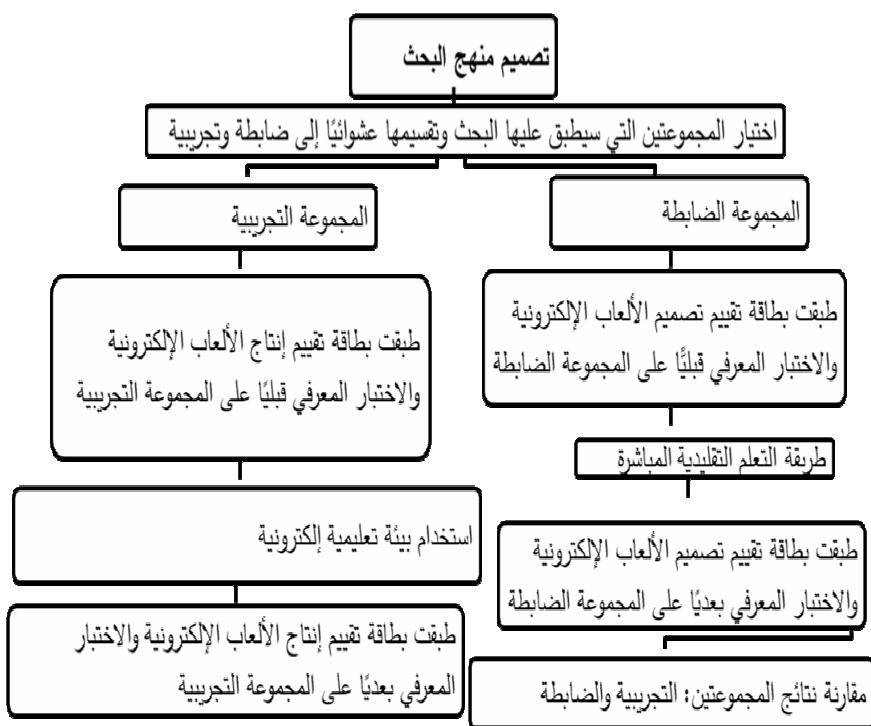 تصميم منهج البحث
اختيار المجموعتين التي سيطبق عليها البحث وتقسيمها عشوائيًا إلى ضابطة وتجريبية
المجموعة الضابطة
طبقت بطاقة تقييم تصميم الألعاب الإلكترونية
والاختبار المعرفي قبليًّا على المجموعة الضابطة
طريقة التعلم التقليدية المباشرة
طبقت بطاقة تقييم تصميم الألعاب الإلكترونية
والاختبار المعرفي بعديًا على المجموعة الضابطة
المجموعة التجريبية
طبقت بطاقة تقييم إنتاج الألعاب الإلكترونية
والاختبار المعرفي قبليًا على المجموعة التجريبية
استخدام بيئة تعليمية إلكترونية
طبقت بطاقة تقييم إنتاج الألعاب الإلكترونية والاختبار
المعرفي بعديًا على المجموعة التجريبية
مقارنة نتائج المجموعتين: التجريبية والضابطة